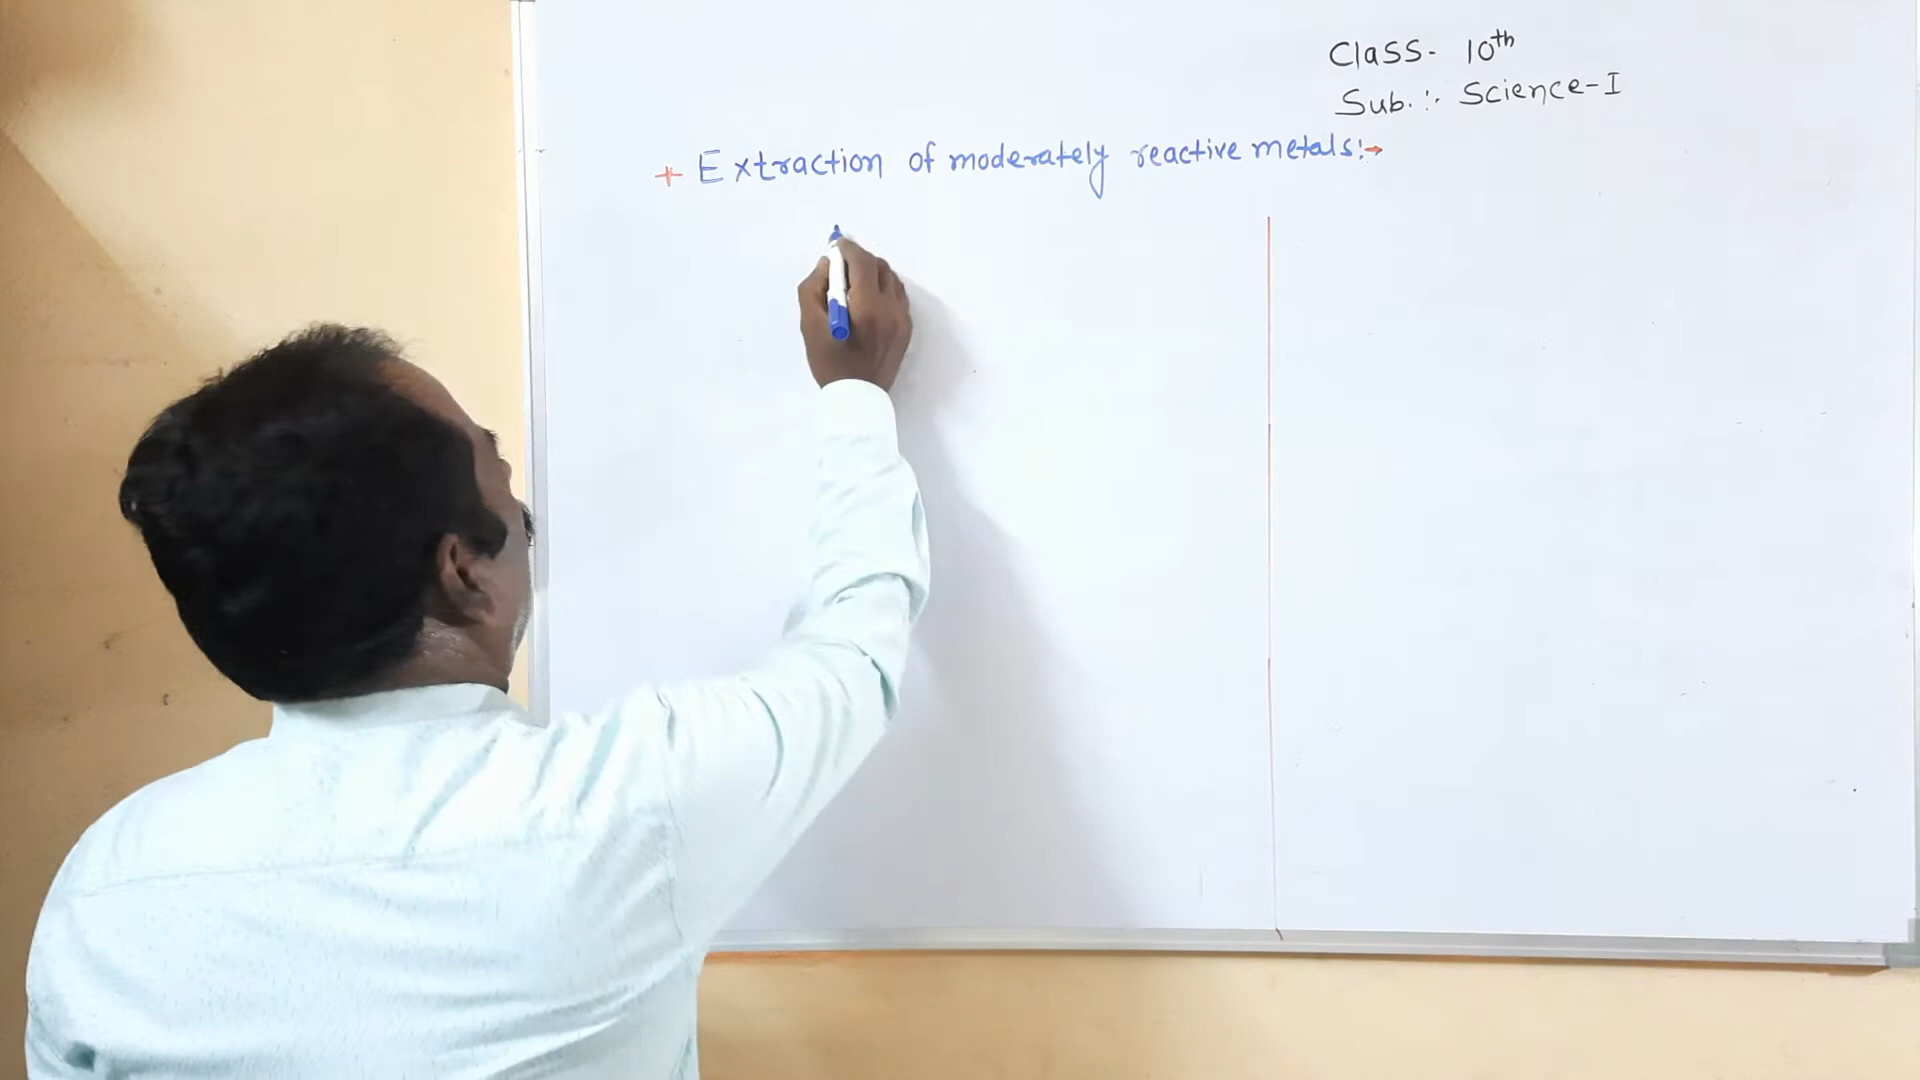 Class- 10th
Sub.:- Science-I
+ Extraction of moderately reactive metals:→